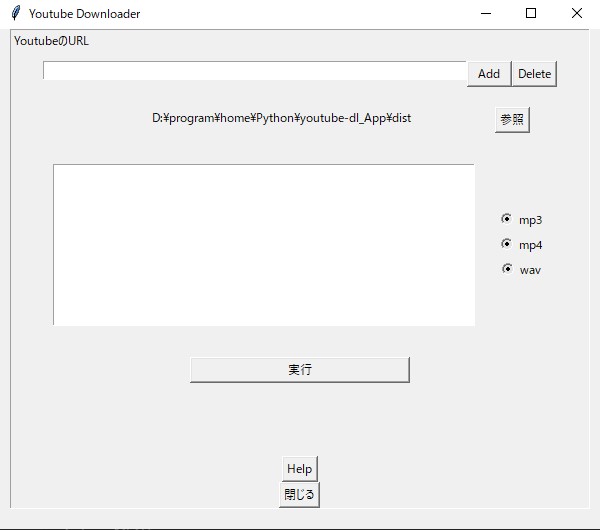 Youtube Downloader
YoutubeのURL
Add Delete
D:¥program¥home¥Python¥youtube-dl_App¥dist 参照
mp3
mp4
wav
実行
Help
閉じる